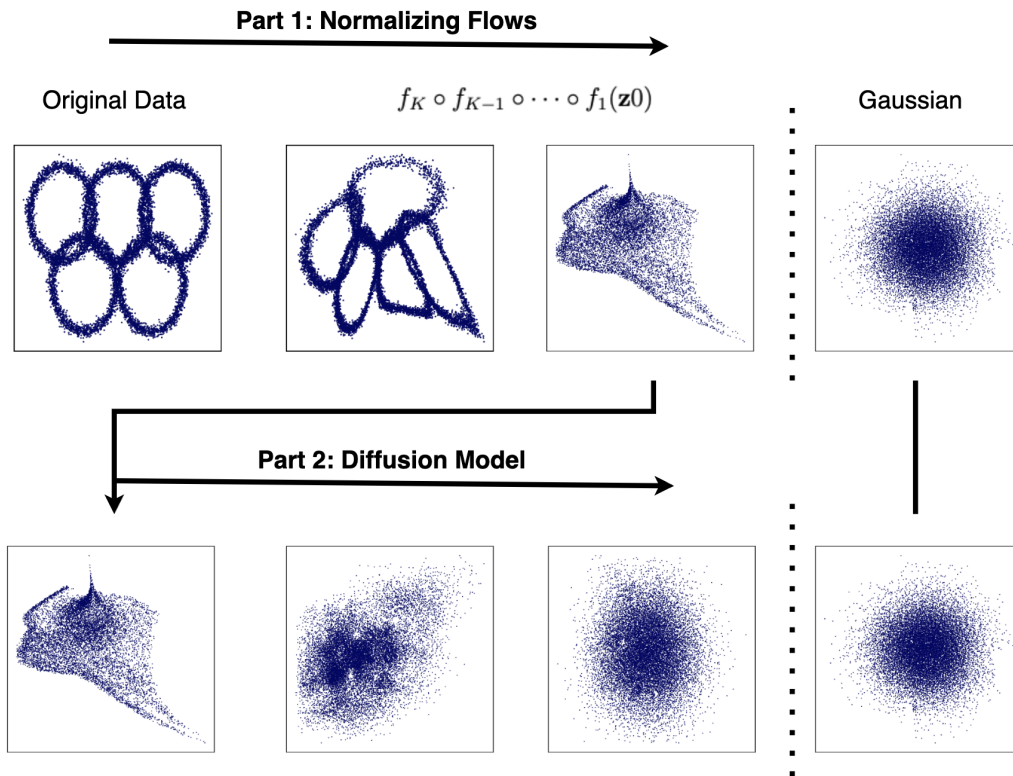 Part 1: Normalizing Flows
Original Data
f_K ∘ f_{K−1} ∘ ⋯ ∘ f_1(𝐳0)
Gaussian
Part 2: Diffusion Model